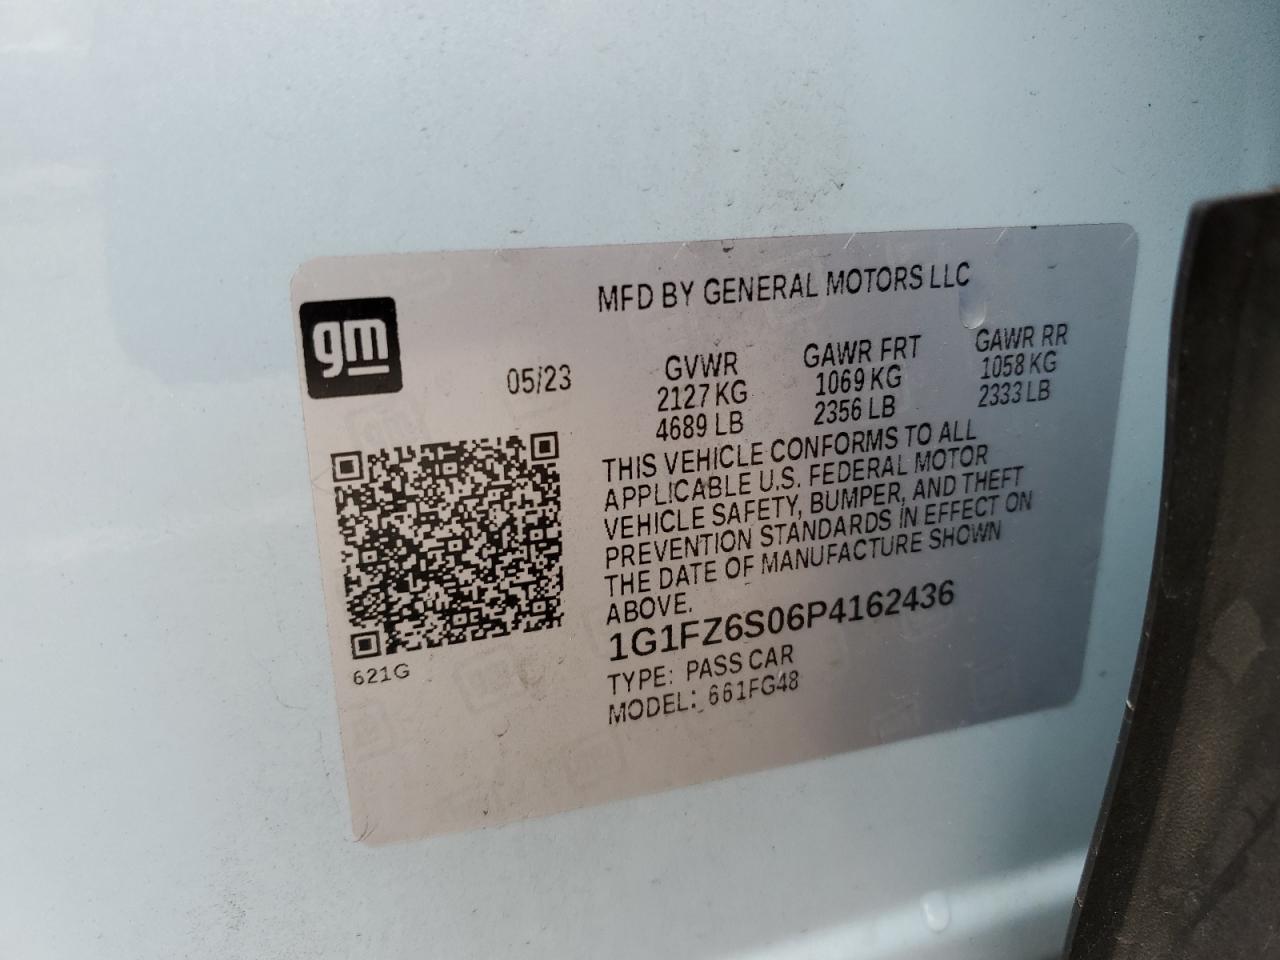 MFD BY GENERAL MOTORS LLC
gm
05/23
GVWR
2127 KG
4689 LB
GAWR FRT
1069 KG
2356 LB
GAWR RR
1058 KG
2333 LB
THIS VEHICLE CONFORMS TO ALL
APPLICABLE U.S. FEDERAL MOTOR
VEHICLE SAFETY, BUMPER, AND THEFT
PREVENTION STANDARDS IN EFFECT ON
THE DATE OF MANUFACTURE SHOWN
ABOVE.
1G1FZ6S06P4162436
TYPE: PASS CAR
MODEL: 661FG48
621G